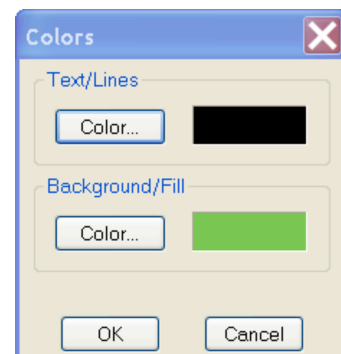 Colors
Text/Lines
Color...
Background/Fill
Color...
OK Cancel